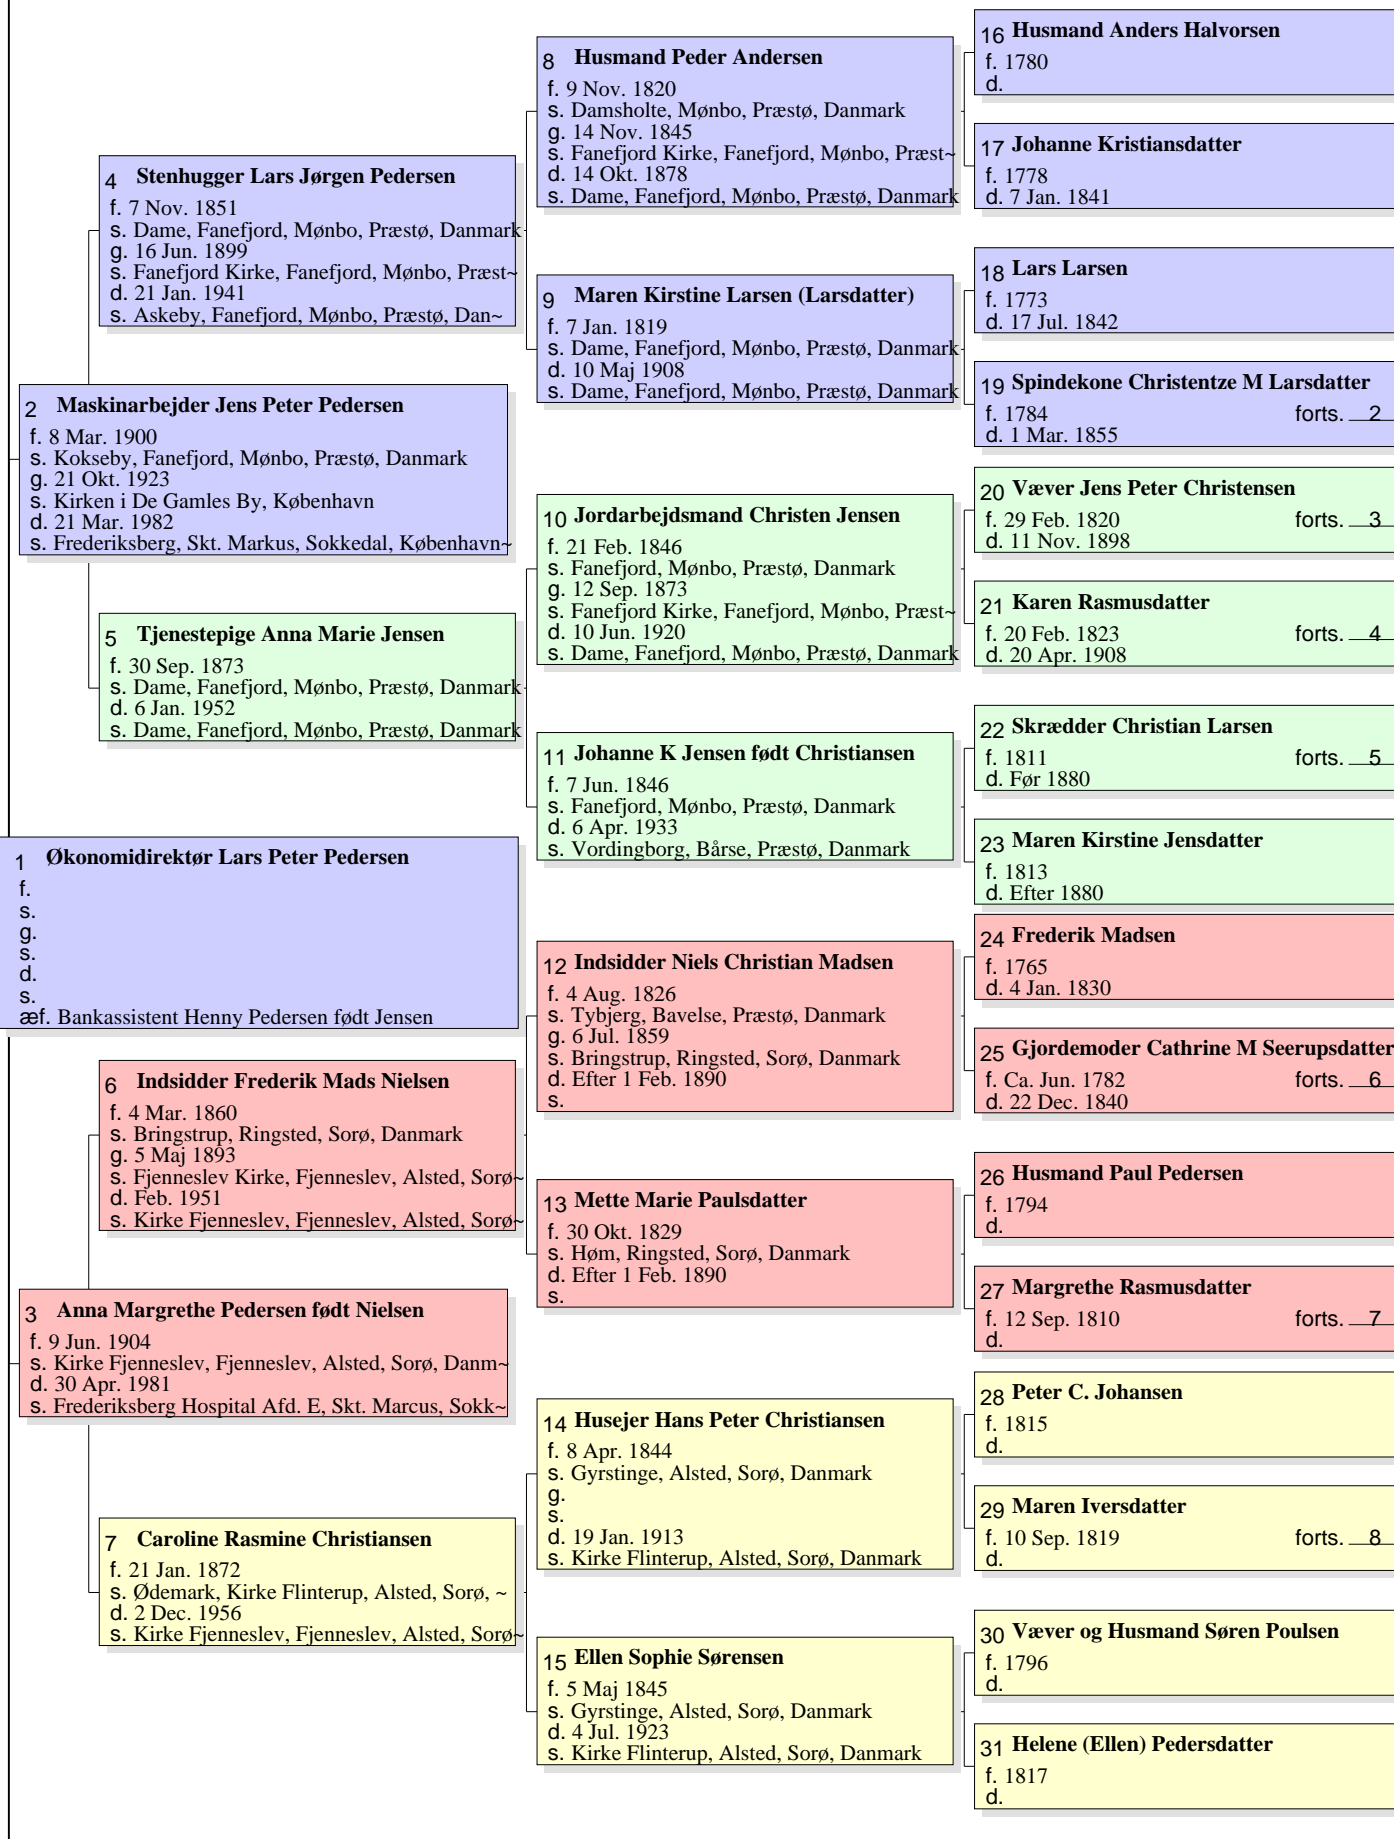 1 Økonomidirektør Lars Peter Pedersen
f.
s.
g.
s.
d.
s.
æf. Bankassistent Henny Pedersen født Jensen
2 Maskinarbejder Jens Peter Pedersen
f. 8 Mar. 1900
s. Kokseby, Fanefjord, Mønbo, Præstø, Danmark
g. 21 Okt. 1923
s. Kirken i De Gamles By, København
d. 21 Mar. 1982
s. Frederiksberg, Skt. Markus, Sokkedal, København~
3 Anna Margrethe Pedersen født Nielsen
f. 9 Jun. 1904
s. Kirke Fjenneslev, Fjenneslev, Alsted, Sorø, Danm~
d. 30 Apr. 1981
s. Frederiksberg Hospital Afd. E, Skt. Marcus, Sokk~
4 Stenhugger Lars Jørgen Pedersen
f. 7 Nov. 1851
s. Dame, Fanefjord, Mønbo, Præstø, Danmark
g. 16 Jun. 1899
s. Fanefjord Kirke, Fanefjord, Mønbo, Præst~
d. 21 Jan. 1941
s. Askeby, Fanefjord, Mønbo, Præstø, Dan~
5 Tjenestepige Anna Marie Jensen
f. 30 Sep. 1873
s. Dame, Fanefjord, Mønbo, Præstø, Danmark
d. 6 Jan. 1952
s. Dame, Fanefjord, Mønbo, Præstø, Danmark
6 Indsidder Frederik Mads Nielsen
f. 4 Mar. 1860
s. Bringstrup, Ringsted, Sorø, Danmark
g. 5 Maj 1893
s. Fjenneslev Kirke, Fjenneslev, Alsted, Sorø~
d. Feb. 1951
s. Kirke Fjenneslev, Fjenneslev, Alsted, Sorø~
7 Caroline Rasmine Christiansen
f. 21 Jan. 1872
s. Ødemark, Kirke Flinterup, Alsted, Sorø, ~
d. 2 Dec. 1956
s. Kirke Fjenneslev, Fjenneslev, Alsted, Sorø~
8 Husmand Peder Andersen
f. 9 Nov. 1820
s. Damsholte, Mønbo, Præstø, Danmark
g. 14 Nov. 1845
s. Fanefjord Kirke, Fanefjord, Mønbo, Præst~
d. 14 Okt. 1878
s. Dame, Fanefjord, Mønbo, Præstø, Danmark
9 Maren Kirstine Larsen (Larsdatter)
f. 7 Jan. 1819
s. Dame, Fanefjord, Mønbo, Præstø, Danmark
d. 10 Maj 1908
s. Dame, Fanefjord, Mønbo, Præstø, Danmark
10 Jordarbejdsmand Christen Jensen
f. 21 Feb. 1846
s. Fanefjord, Mønbo, Præstø, Danmark
g. 12 Sep. 1873
s. Fanefjord Kirke, Fanefjord, Mønbo, Præst~
d. 10 Jun. 1920
s. Dame, Fanefjord, Mønbo, Præstø, Danmark
11 Johanne K Jensen født Christiansen
f. 7 Jun. 1846
s. Fanefjord, Mønbo, Præstø, Danmark
d. 6 Apr. 1933
s. Vordingborg, Bårse, Præstø, Danmark
12 Indsidder Niels Christian Madsen
f. 4 Aug. 1826
s. Tybjerg, Bavelse, Præstø, Danmark
g. 6 Jul. 1859
s. Bringstrup, Ringsted, Sorø, Danmark
d. Efter 1 Feb. 1890
s.
13 Mette Marie Paulsdatter
f. 30 Okt. 1829
s. Høm, Ringsted, Sorø, Danmark
d. Efter 1 Feb. 1890
s.
14 Husejer Hans Peter Christiansen
f. 8 Apr. 1844
s. Gyrstinge, Alsted, Sorø, Danmark
g.
s.
d. 19 Jan. 1913
s. Kirke Flinterup, Alsted, Sorø, Danmark
15 Ellen Sophie Sørensen
f. 5 Maj 1845
s. Gyrstinge, Alsted, Sorø, Danmark
d. 4 Jul. 1923
s. Kirke Flinterup, Alsted, Sorø, Danmark
16 Husmand Anders Halvorsen
f. 1780
d.
17 Johanne Kristiansdatter
f. 1778
d. 7 Jan. 1841
18 Lars Larsen
f. 1773
d. 17 Jul. 1842
19 Spindekone Christentze M Larsdatter
f. 1784 forts. 2
d. 1 Mar. 1855
20 Væver Jens Peter Christensen
f. 29 Feb. 1820 forts. 3
d. 11 Nov. 1898
21 Karen Rasmusdatter
f. 20 Feb. 1823 forts. 4
d. 20 Apr. 1908
22 Skrædder Christian Larsen
f. 1811 forts. 5
d. Før 1880
23 Maren Kirstine Jensdatter
f. 1813
d. Efter 1880
24 Frederik Madsen
f. 1765
d. 4 Jan. 1830
25 Gjordemoder Cathrine M Seerupsdatter
f. Ca. Jun. 1782 forts. 6
d. 22 Dec. 1840
26 Husmand Paul Pedersen
f. 1794
d.
27 Margrethe Rasmusdatter
f. 12 Sep. 1810 forts. 7
d.
28 Peter C. Johansen
f. 1815
d.
29 Maren Iversdatter
f. 10 Sep. 1819 forts. 8
d.
30 Væver og Husmand Søren Poulsen
f. 1796
d.
31 Helene (Ellen) Pedersdatter
f. 1817
d.